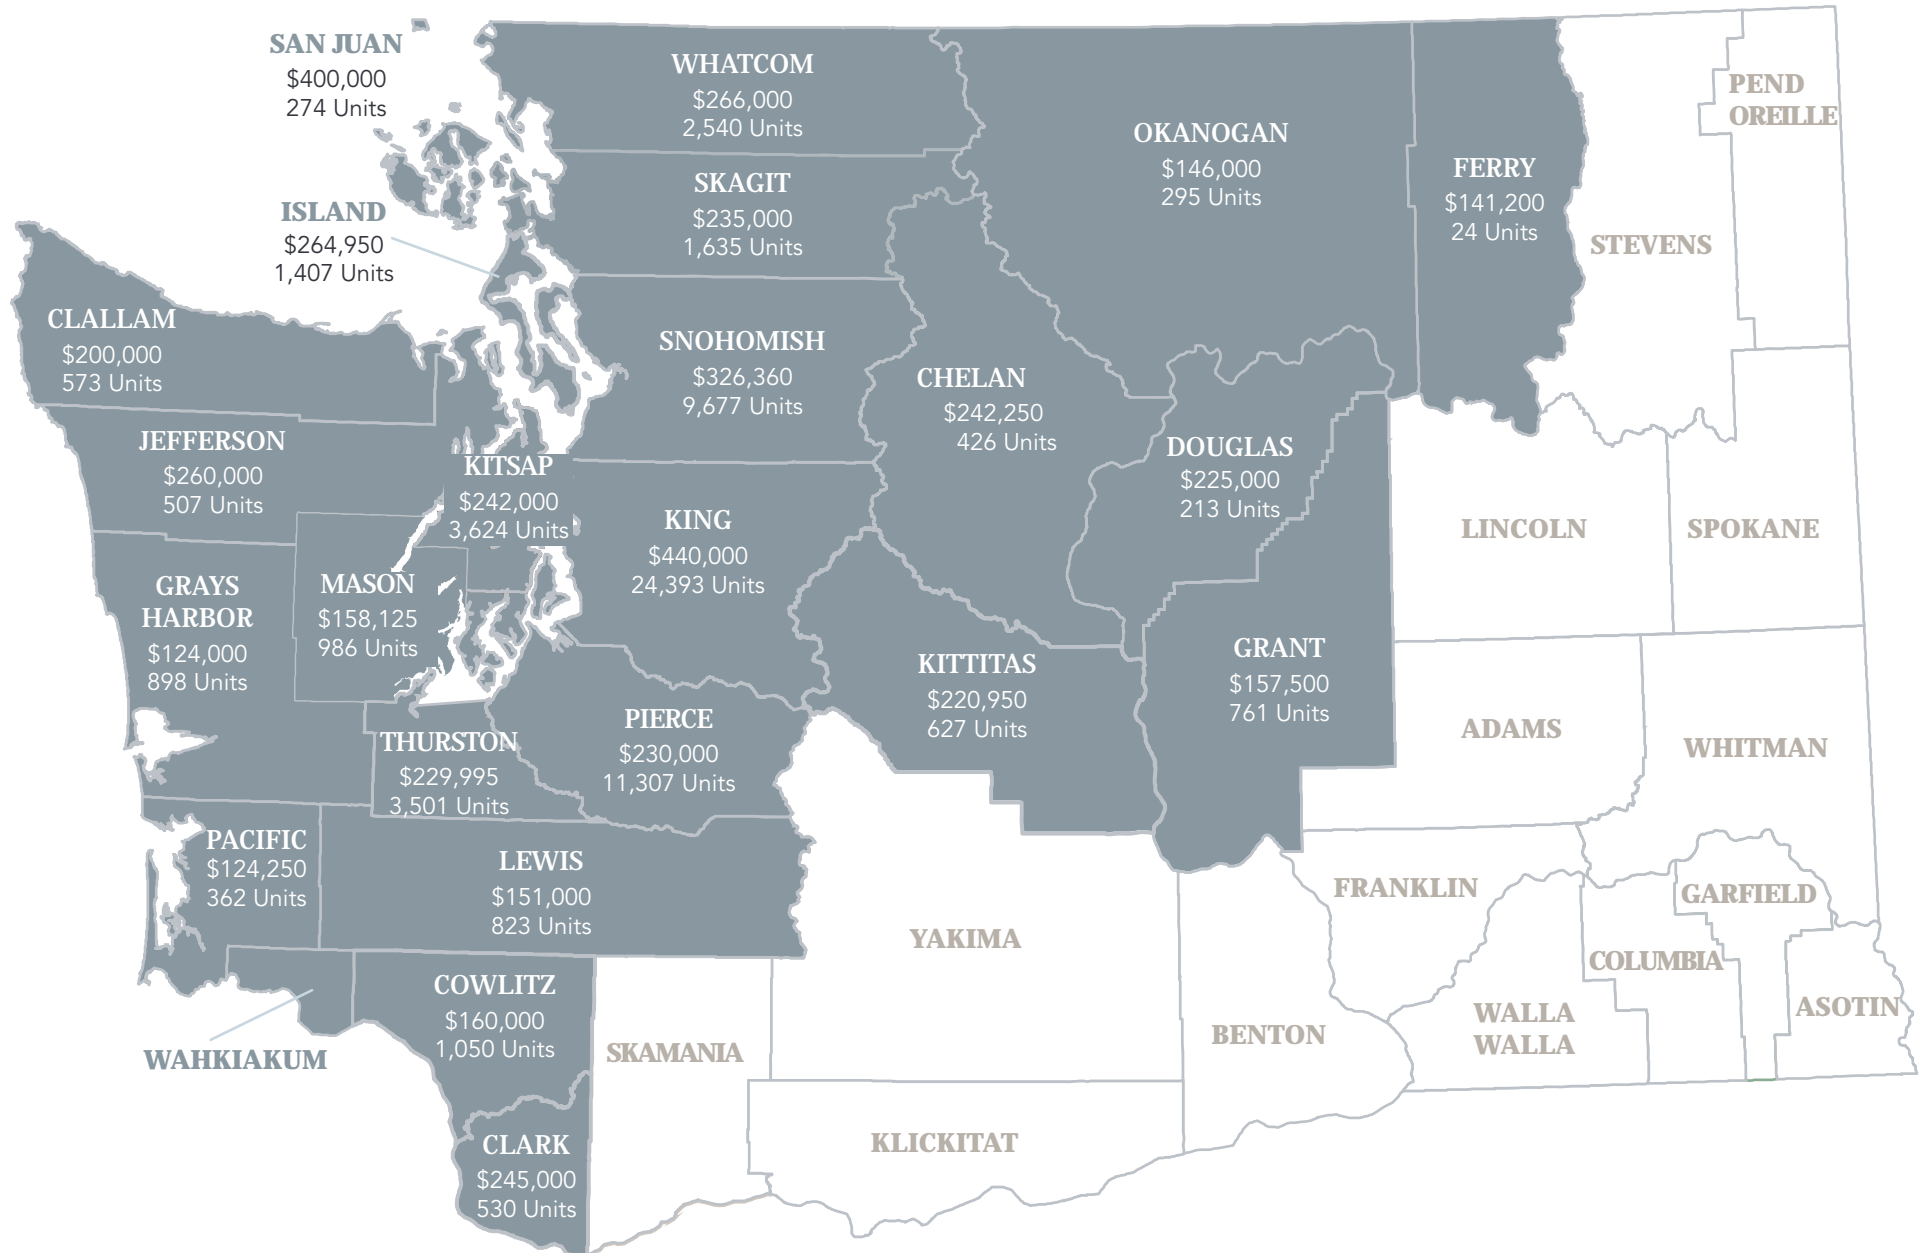 SAN JUAN
$400,000
274 Units
WHATCOM
$266,000
2,540 Units
SKAGIT
$235,000
1,635 Units
ISLAND
$264,950
1,407 Units
OKANOGAN
$146,000
295 Units
FERRY
$141,200
24 Units
PEND
OREILLE
STEVENS
CLALLAM
$200,000
573 Units
SNOHOMISH
$326,360
9,677 Units
CHELAN
$242,250
426 Units
JEFFERSON
$260,000
507 Units
KITSAP
$242,000
3,624 Units
DOUGLAS
$225,000
213 Units
KING
$440,000
24,393 Units
LINCOLN
SPOKANE
GRAYS
HARBOR
$124,000
898 Units
MASON
$158,125
986 Units
KITTITAS
$220,950
627 Units
GRANT
$157,500
761 Units
THURSTON
$229,995
3,501 Units
PIERCE
$230,000
11,307 Units
ADAMS
WHITMAN
PACIFIC
$124,250
362 Units
LEWIS
$151,000
823 Units
YAKIMA
FRANKLIN
GARFIELD
COLUMBIA
COWLITZ
$160,000
1,050 Units
WAHKIAKUM
SKAMANIA
BENTON
WALLA
WALLA
ASOTIN
CLARK
$245,000
530 Units
KLICKITAT